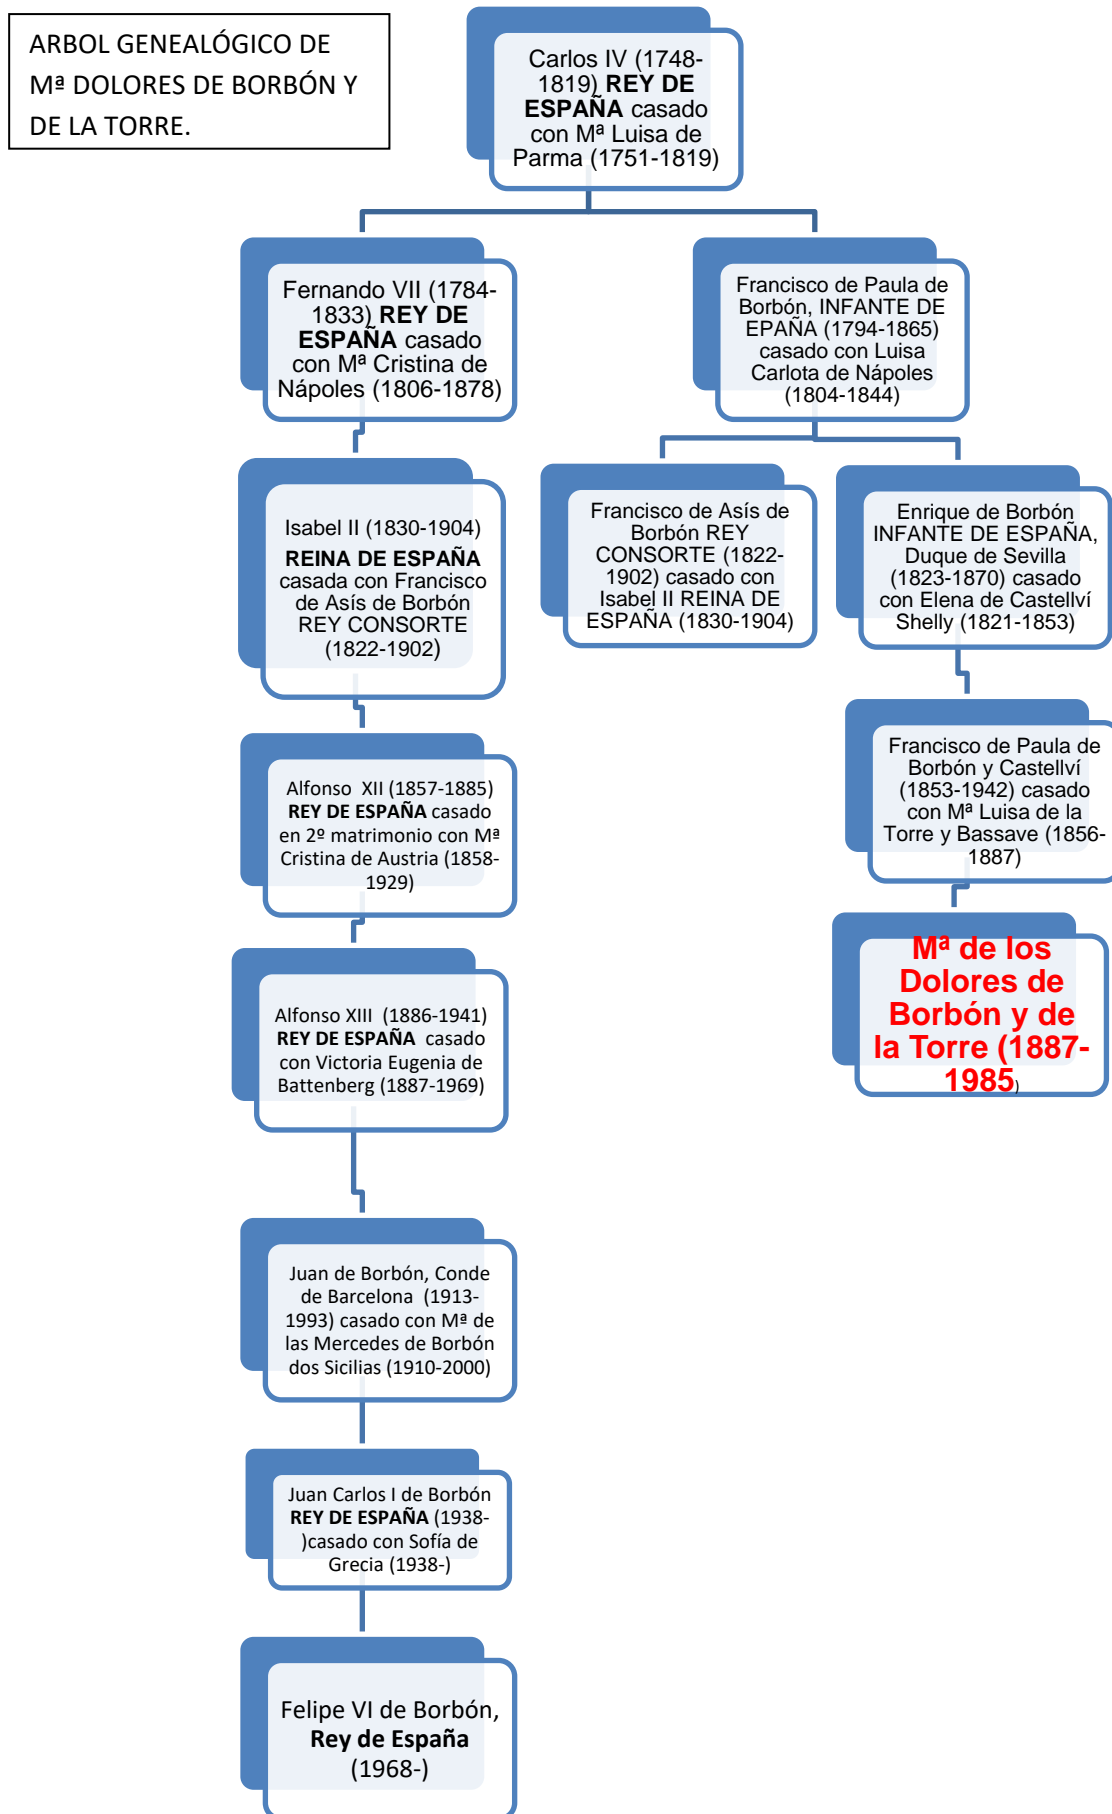 ARBOL GENEALÓGICO DE
Mª DOLORES DE BORBÓN Y
DE LA TORRE.
Carlos IV (1748-
1819) REY DE
ESPAÑA casado
con Mª Luisa de
Parma (1751-1819)
Fernando VII (1784-
1833) REY DE
ESPAÑA casado
con Mª Cristina de
Nápoles (1806-1878)
Francisco de Paula de
Borbón, INFANTE DE
EPAÑA (1794-1865)
casado con Luisa
Carlota de Nápoles
(1804-1844)
Isabel II (1830-1904)
REINA DE ESPAÑA
casada con Francisco
de Asís de Borbón
REY CONSORTE
(1822-1902)
Francisco de Asís de
Borbón REY
CONSORTE (1822-
1902) casado con
Isabel II REINA DE
ESPAÑA (1830-1904)
Enrique de Borbón
INFANTE DE ESPAÑA,
Duque de Sevilla
(1823-1870) casado
con Elena de Castellví
Shelly (1821-1853)
Alfonso XII (1857-1885)
REY DE ESPAÑA casado
en 2º matrimonio con Mª
Cristina de Austria (1858-
1929)
Francisco de Paula de
Borbón y Castellví
(1853-1942) casado
con Mª Luisa de la
Torre y Bassave (1856-
1887)
Alfonso XIII (1886-1941)
REY DE ESPAÑA casado
con Victoria Eugenia de
Battenberg (1887-1969)
Mª de los
Dolores de
Borbón y de
la Torre (1887-
1985)
Juan de Borbón, Conde
de Barcelona (1913-
1993) casado con Mª de
las Mercedes de Borbón
dos Sicilias (1910-2000)
Juan Carlos I de Borbón
REY DE ESPAÑA (1938-
)casado con Sofía de
Grecia (1938-)
Felipe VI de Borbón,
Rey de España
(1968-)